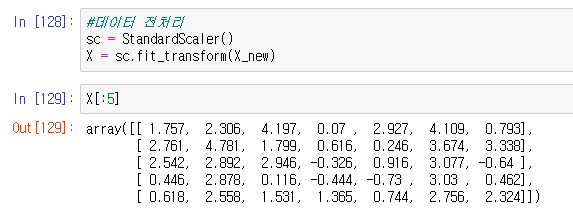 In [128]: #데이터 전처리
sc = StandardScaler()
X = sc.fit_transform(X_new)
In [129]: X[:5]
Out[129]: array([[ 1.757,  2.306,  4.197,  0.07 ,  2.927,  4.109,  0.793],
[ 2.761,  4.781,  1.799,  0.616,  0.246,  3.674,  3.338],
[ 2.542,  2.892,  2.946, -0.326,  0.916,  3.077, -0.64 ],
[ 0.446,  2.878,  0.116, -0.444, -0.73 ,  3.03 ,  0.462],
[ 0.618,  2.558,  1.531,  1.365,  0.744,  2.756,  2.324]])